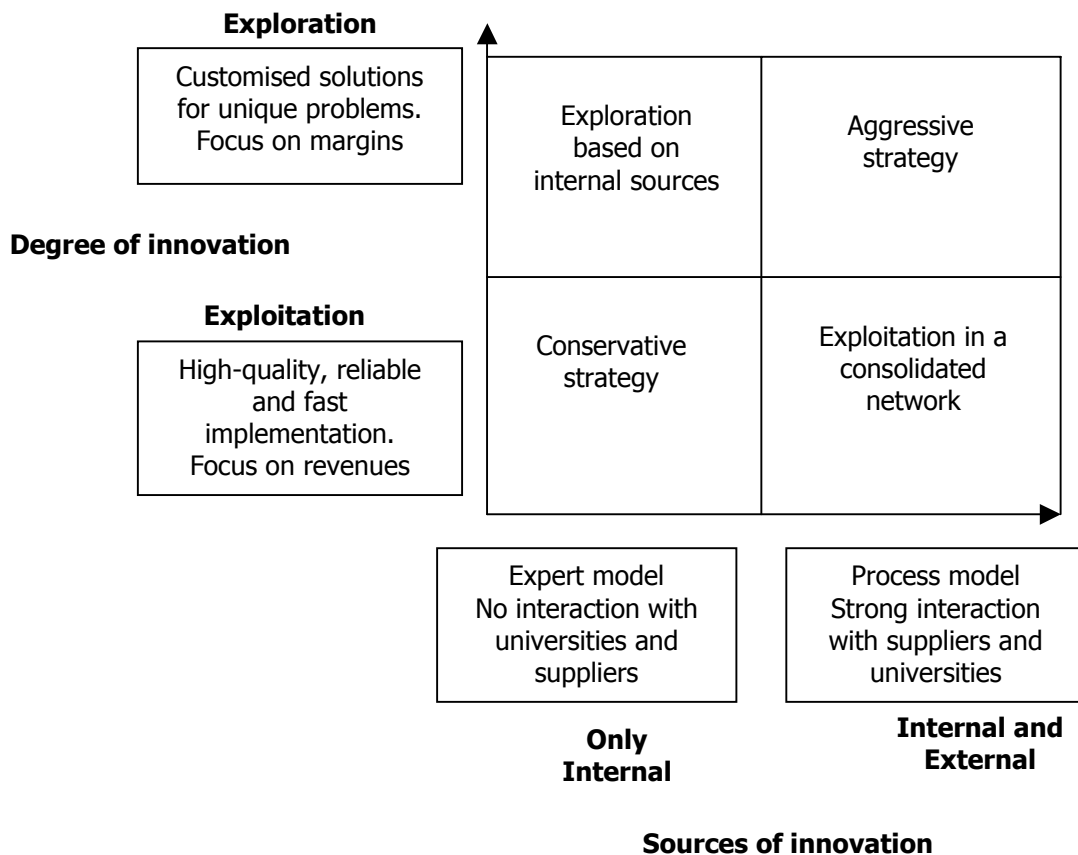 Exploration
Customised solutions
for unique problems.
Focus on margins
Exploration
based on
internal sources
Aggressive
strategy
Degree of innovation
Exploitation
High-quality, reliable
and fast
implementation.
Focus on revenues
Conservative
strategy
Exploitation in a
consolidated
network
Expert model
No interaction with
universities and
suppliers
Process model
Strong interaction
with suppliers and
universities
Only
Internal
Internal and
External
Sources of innovation